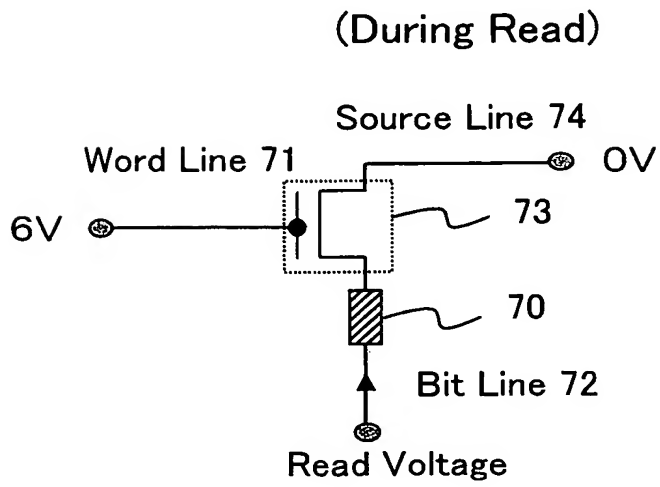 (During Read)
Source Line 74
Word Line 71
0V
73
6V
70
Bit Line 72
Read Voltage